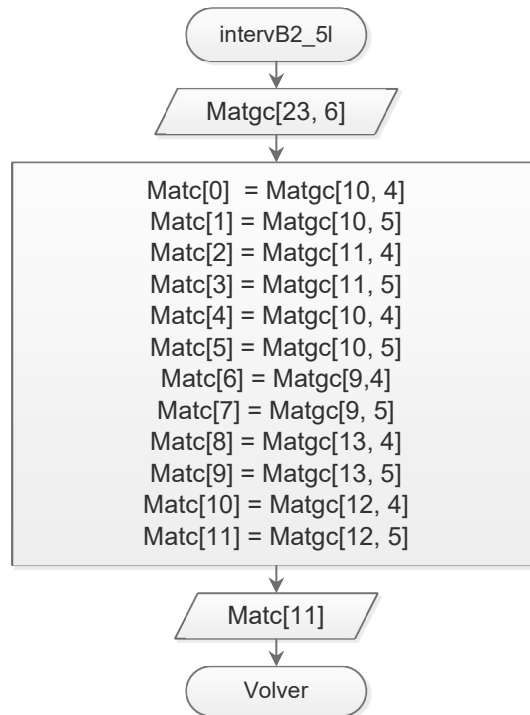 intervB2_5l
Matgc[23, 6]
Matc[0]  = Matgc[10, 4]
Matc[1] = Matgc[10, 5]
Matc[2] = Matgc[11, 4]
Matc[3] = Matgc[11, 5]
Matc[4] = Matgc[10, 4]
Matc[5] = Matgc[10, 5]
Matc[6] = Matgc[9,4]
Matc[7] = Matgc[9, 5]
Matc[8] = Matgc[13, 4]
Matc[9] = Matgc[13, 5]
Matc[10] = Matgc[12, 4]
Matc[11] = Matgc[12, 5]
Matc[11]
Volver